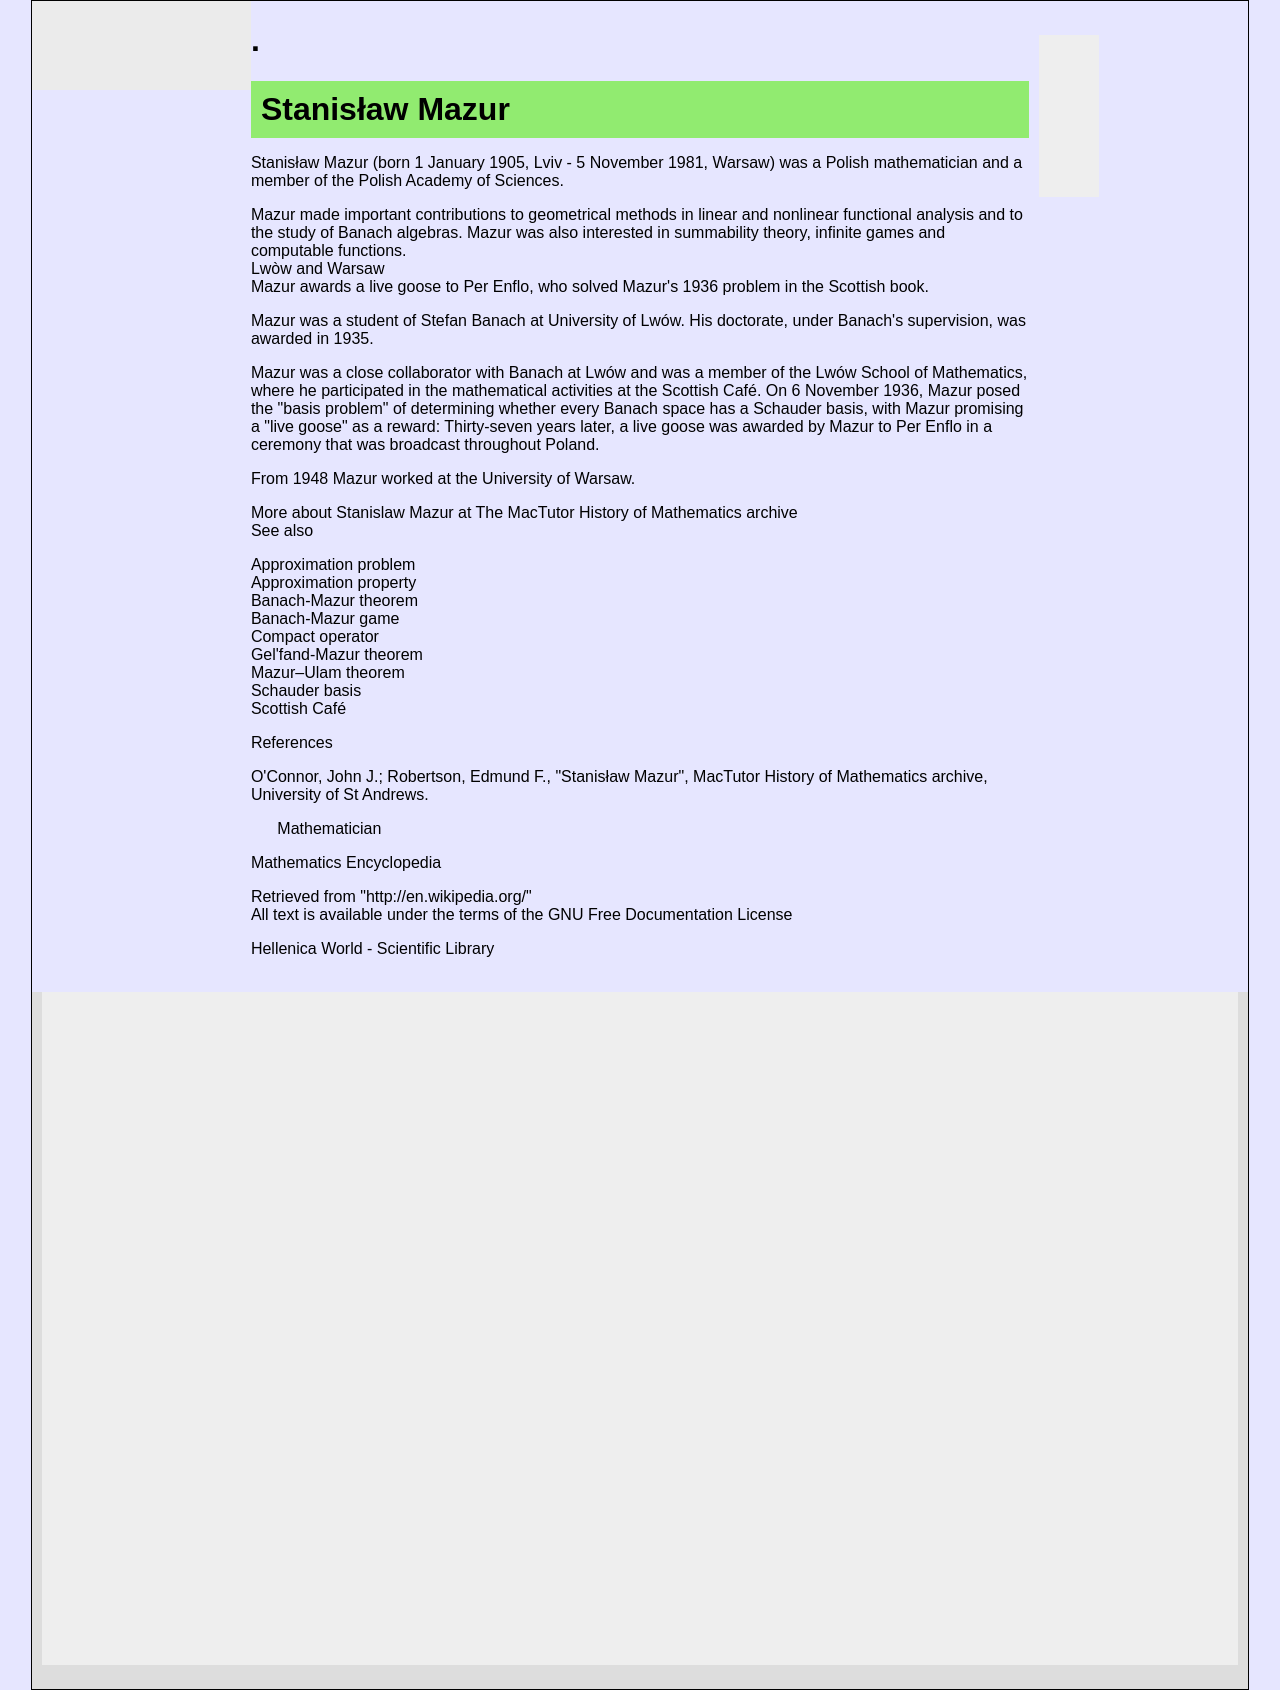 .
Stanisław Mazur
Stanisław Mazur (born 1 January 1905, Lviv - 5 November 1981, Warsaw) was a Polish mathematician and a
member of the Polish Academy of Sciences.
Mazur made important contributions to geometrical methods in linear and nonlinear functional analysis and to
the study of Banach algebras. Mazur was also interested in summability theory, infinite games and
computable functions.
Lwòw and Warsaw
Mazur awards a live goose to Per Enflo, who solved Mazur's 1936 problem in the Scottish book.
Mazur was a student of Stefan Banach at University of Lwów. His doctorate, under Banach's supervision, was
awarded in 1935.
Mazur was a close collaborator with Banach at Lwów and was a member of the Lwów School of Mathematics,
where he participated in the mathematical activities at the Scottish Café. On 6 November 1936, Mazur posed
the "basis problem" of determining whether every Banach space has a Schauder basis, with Mazur promising
a "live goose" as a reward: Thirty-seven years later, a live goose was awarded by Mazur to Per Enflo in a
ceremony that was broadcast throughout Poland.
From 1948 Mazur worked at the University of Warsaw.
More about Stanislaw Mazur at The MacTutor History of Mathematics archive
See also
Approximation problem
Approximation property
Banach-Mazur theorem
Banach-Mazur game
Compact operator
Gel'fand-Mazur theorem
Mazur–Ulam theorem
Schauder basis
Scottish Café
References
O'Connor, John J.; Robertson, Edmund F., "Stanisław Mazur", MacTutor History of Mathematics archive,
University of St Andrews.
Mathematician
Mathematics Encyclopedia
Retrieved from "http://en.wikipedia.org/"
All text is available under the terms of the GNU Free Documentation License
Hellenica World - Scientific Library